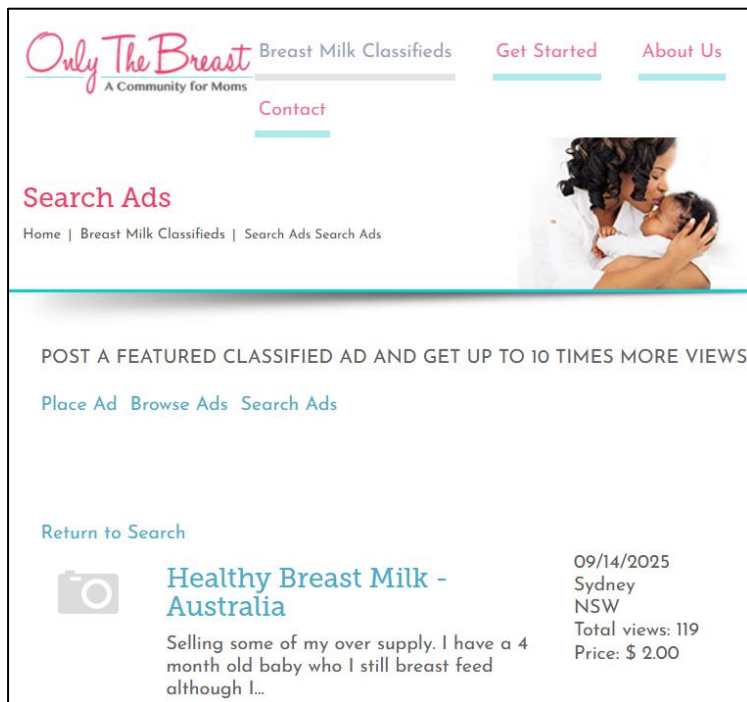 Only The Breast
A Community for Moms
Breast Milk Classifieds
Get Started
About Us
Contact
Search Ads
Home | Breast Milk Classifieds | Search Ads Search Ads
POST A FEATURED CLASSIFIED AD AND GET UP TO 10 TIMES MORE VIEWS
Place Ad Browse Ads Search Ads
Return to Search
Healthy Breast Milk -
Australia
Selling some of my over supply. I have a 4
month old baby who I still breast feed
although I...
09/14/2025
Sydney
NSW
Total views: 119
Price: $ 2.00